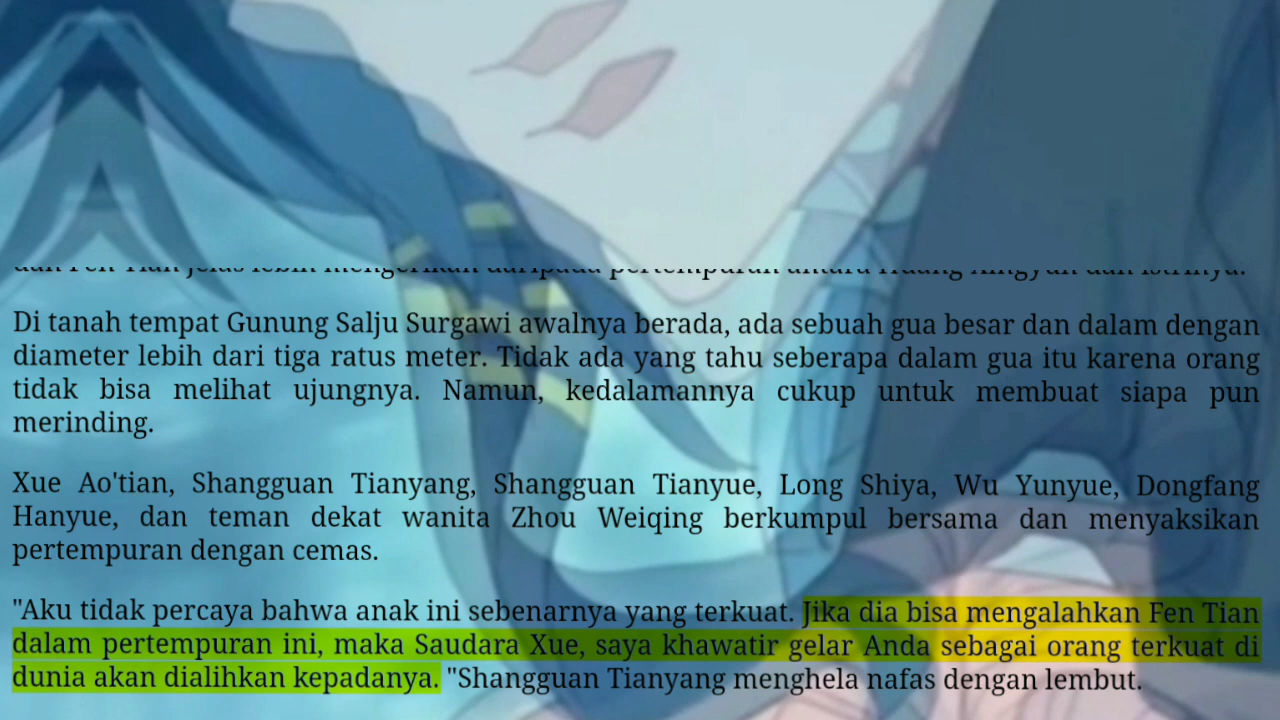 Di tanah tempat Gunung Salju Surgawi awalnya berada, ada sebuah gua besar dan dalam dengan
diameter lebih dari tiga ratus meter. Tidak ada yang tahu seberapa dalam gua itu karena orang
tidak bisa melihat ujungnya. Namun, kedalamannya cukup untuk membuat siapa pun
merinding.
Xue Ao'tian, Shangguan Tianyang, Shangguan Tianyue, Long Shiya, Wu Yunyue, Dongfang
Hanyue, dan teman dekat wanita Zhou Weiqing berkumpul bersama dan menyaksikan
pertempuran dengan cemas.
"Aku tidak percaya bahwa anak ini sebenarnya yang terkuat. Jika dia bisa mengalahkan Fen Tian
dalam pertempuran ini, maka Saudara Xue, saya khawatir gelar Anda sebagai orang terkuat di
dunia akan dialihkan kepadanya. "Shangguan Tianyang menghela nafas dengan lembut.